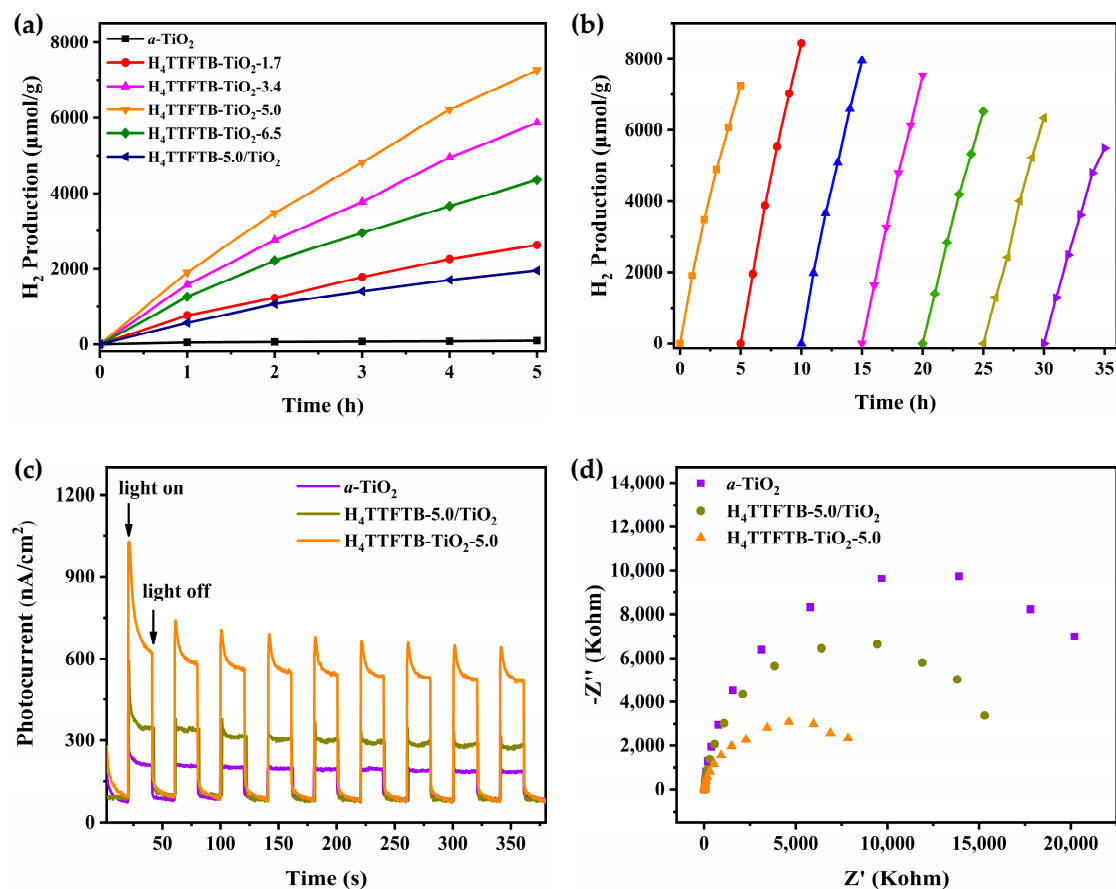 (a)
8000
6000
4000
2000
0
H₂ Production (μmol/g)
a-TiO₂
H₄TTFTB-TiO₂-1.7
H₄TTFTB-TiO₂-3.4
H₄TTFTB-TiO₂-5.0
H₄TTFTB-TiO₂-6.5
H₄TTFTB-5.0/TiO₂
0 1 2 3 4 5
Time (h)
(b)
8000
6000
4000
2000
0
H₂ Production (μmol/g)
0 5 10 15 20 25 30 35
Time (h)
(c)
1200
900
600
300
0
Photocurrent (nA/cm²)
light on
light off
a-TiO₂
H₄TTFTB-5.0/TiO₂
H₄TTFTB-TiO₂-5.0
50 100 150 200 250 300 350
Time (s)
(d)
14,000
12,000
10,000
8,000
6,000
4,000
2,000
0
-Z'' (Kohm)
a-TiO₂
H₄TTFTB-5.0/TiO₂
H₄TTFTB-TiO₂-5.0
0 5,000 10,000 15,000 20,000
Z' (Kohm)